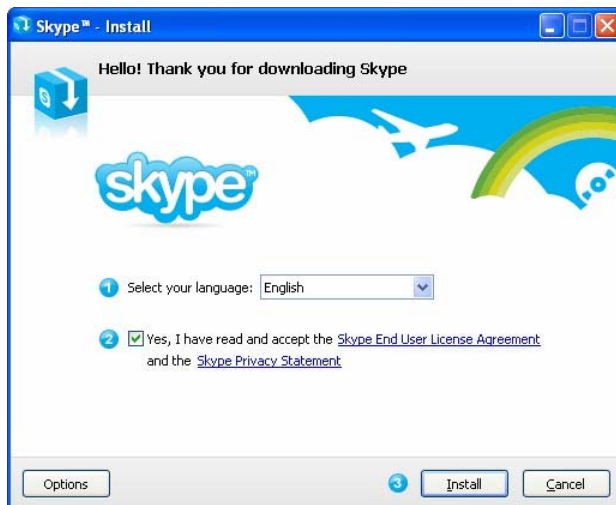 Skype™ - Install
Hello! Thank you for downloading Skype
S
skype™
1 Select your language: English
2 Yes, I have read and accept the Skype End User License Agreement
and the Skype Privacy Statement
Options 3 Install Cancel